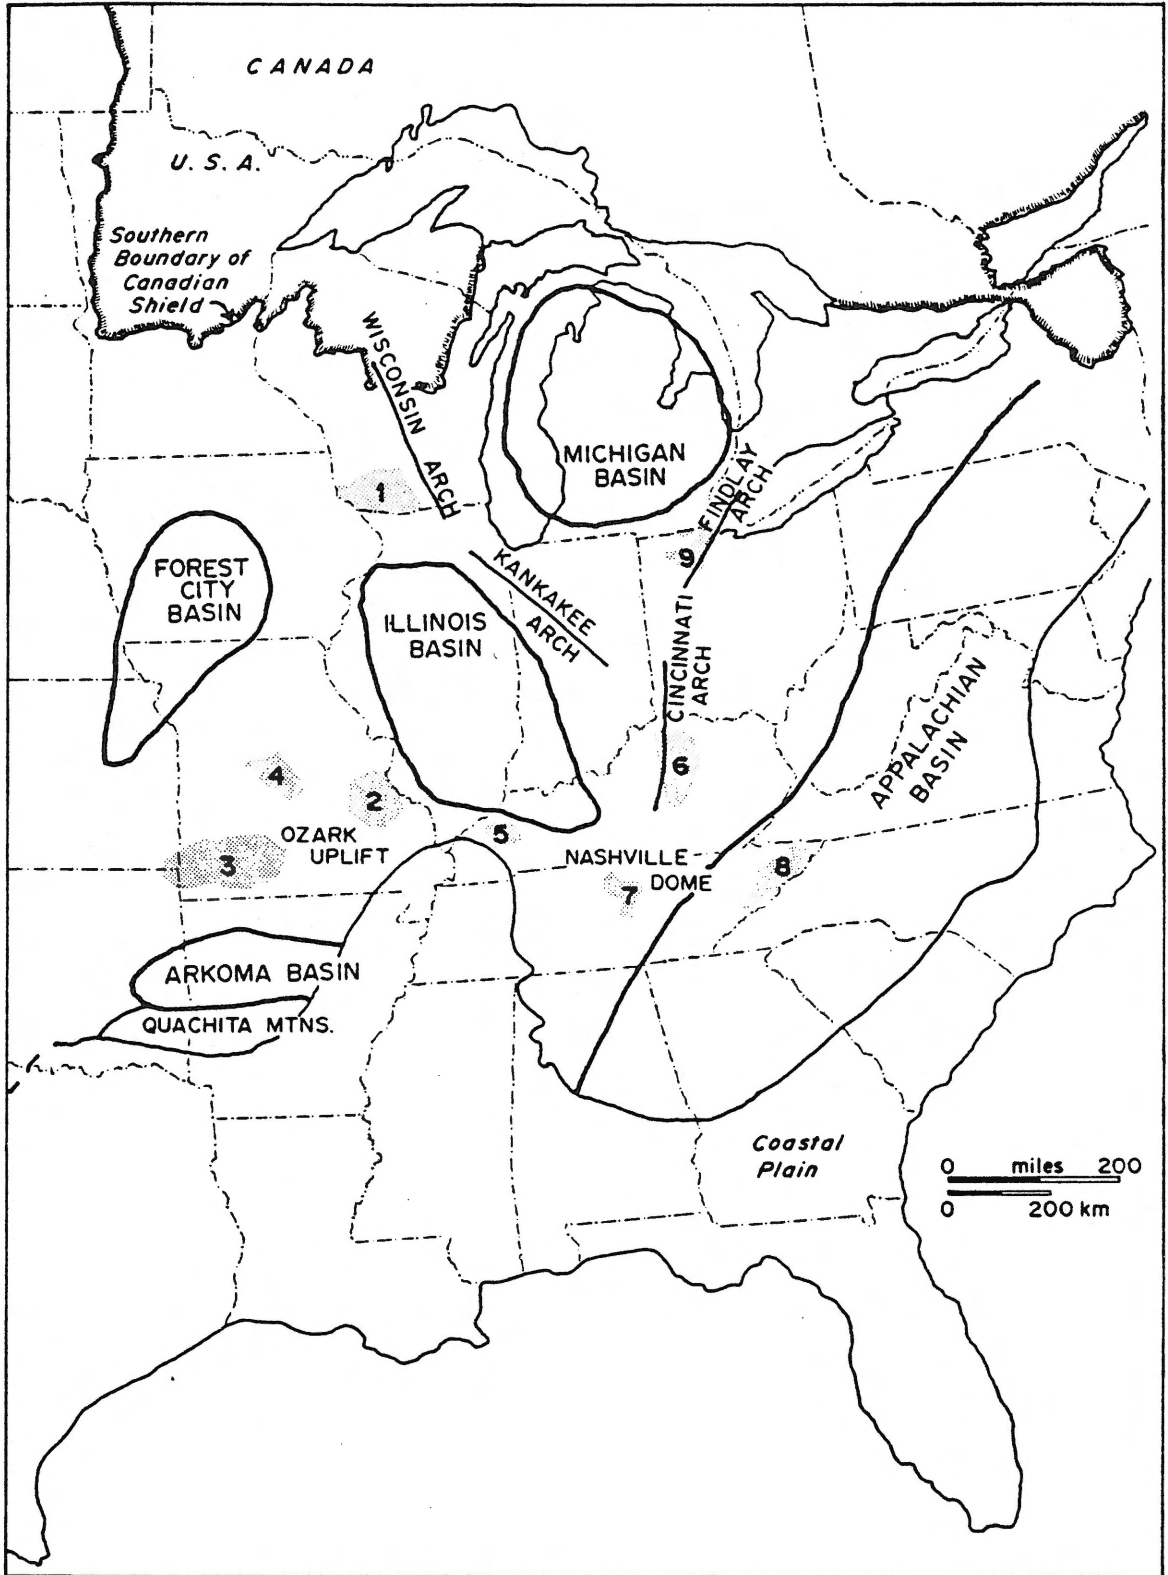 CANADA
U.S.A.
Southern
Boundary of
Canadian
Shield
WISCONSIN ARCH
MICHIGAN
BASIN
FINDLAY
ARCH
1
9
FOREST
CITY
BASIN
KANKAKEE
ARCH
ILLINOIS
BASIN
CINCINNATI
ARCH
APPALACHIAN
BASIN
4
2
6
OZARK
UPLIFT
5
3
NASHVILLE
DOME
8
7
ARKOMA BASIN
QUACHITA MTNS.
Coastal
Plain
0 miles 200
0 200 km